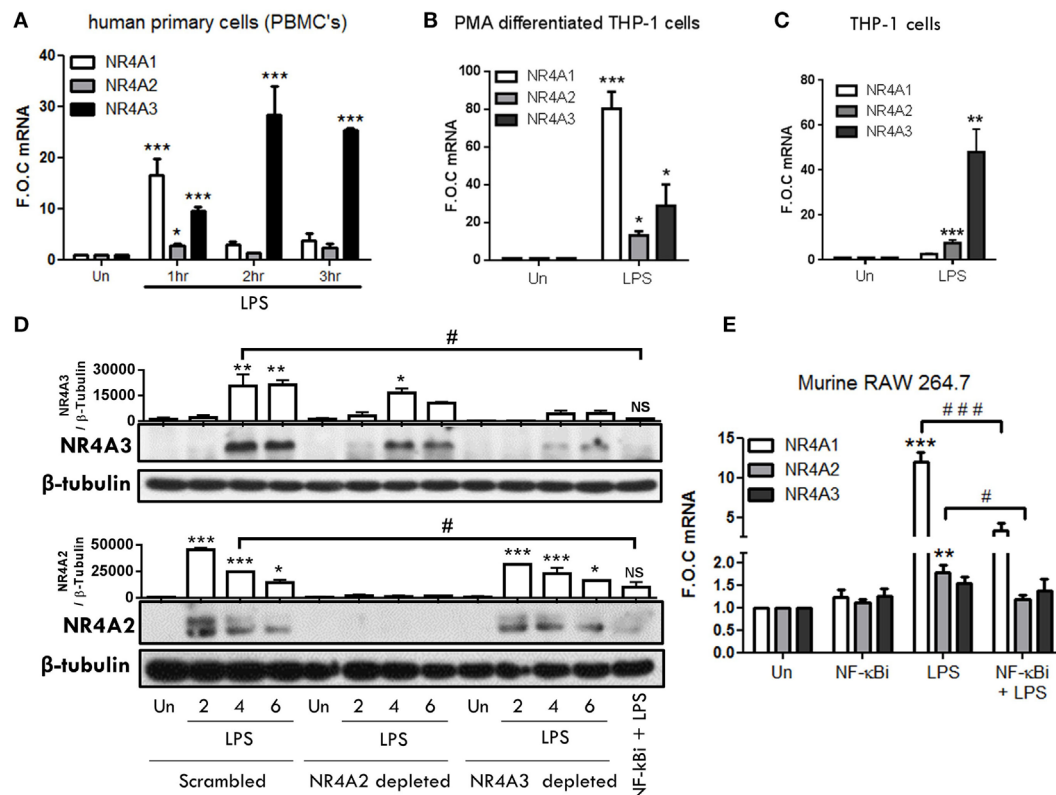 A
human primary cells (PBMC's)
NR4A1
NR4A2
NR4A3
F.O.C mRNA
40
30
20
10
0
***
*
***
***
***
Un
1hr
2hr
3hr
LPS
B
PMA differentiated THP-1 cells
NR4A1
NR4A2
NR4A3
F.O.C mRNA
100
80
60
40
20
0
***
*
*
Un
LPS
C
THP-1 cells
NR4A1
NR4A2
NR4A3
F.O.C mRNA
80
60
40
20
0
***
**
Un
LPS
D
#
NR4A3
/ β-Tubulin
30000
15000
0
** ** * NS
NR4A3
β-tubulin
#
NR4A2
/ β-Tubulin
50000
25000
0
*** *** * *** *** * NS
NR4A2
β-tubulin
Un 2 4 6 Un 2 4 6 Un 2 4 6
LPS LPS LPS
Scrambled NR4A2 depleted NR4A3 depleted
NF-kBi + LPS
E
Murine RAW 264.7
NR4A1
NR4A2
NR4A3
F.O.C mRNA
15
10
5
2.0
1.5
1.0
0.5
0.0
***
**
# # #
#
Un
NF-κBi
LPS
NF-κBi
+ LPS